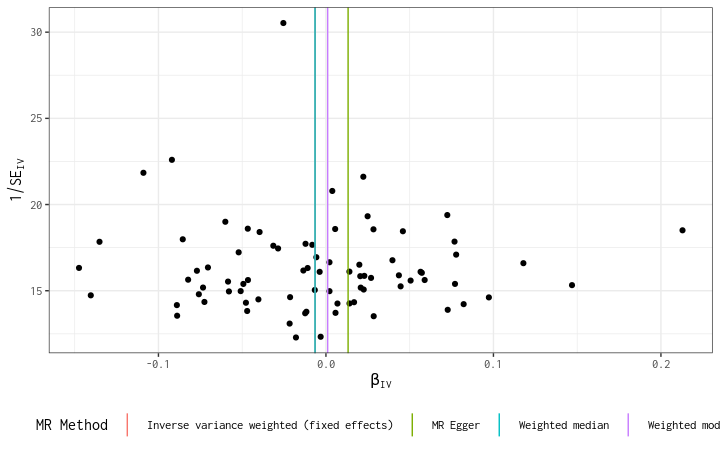 30
25
20
15
1/SE_IV
-0.1
0.0
0.1
0.2
β_IV
MR Method
Inverse variance weighted (fixed effects)
MR Egger
Weighted median
Weighted mod